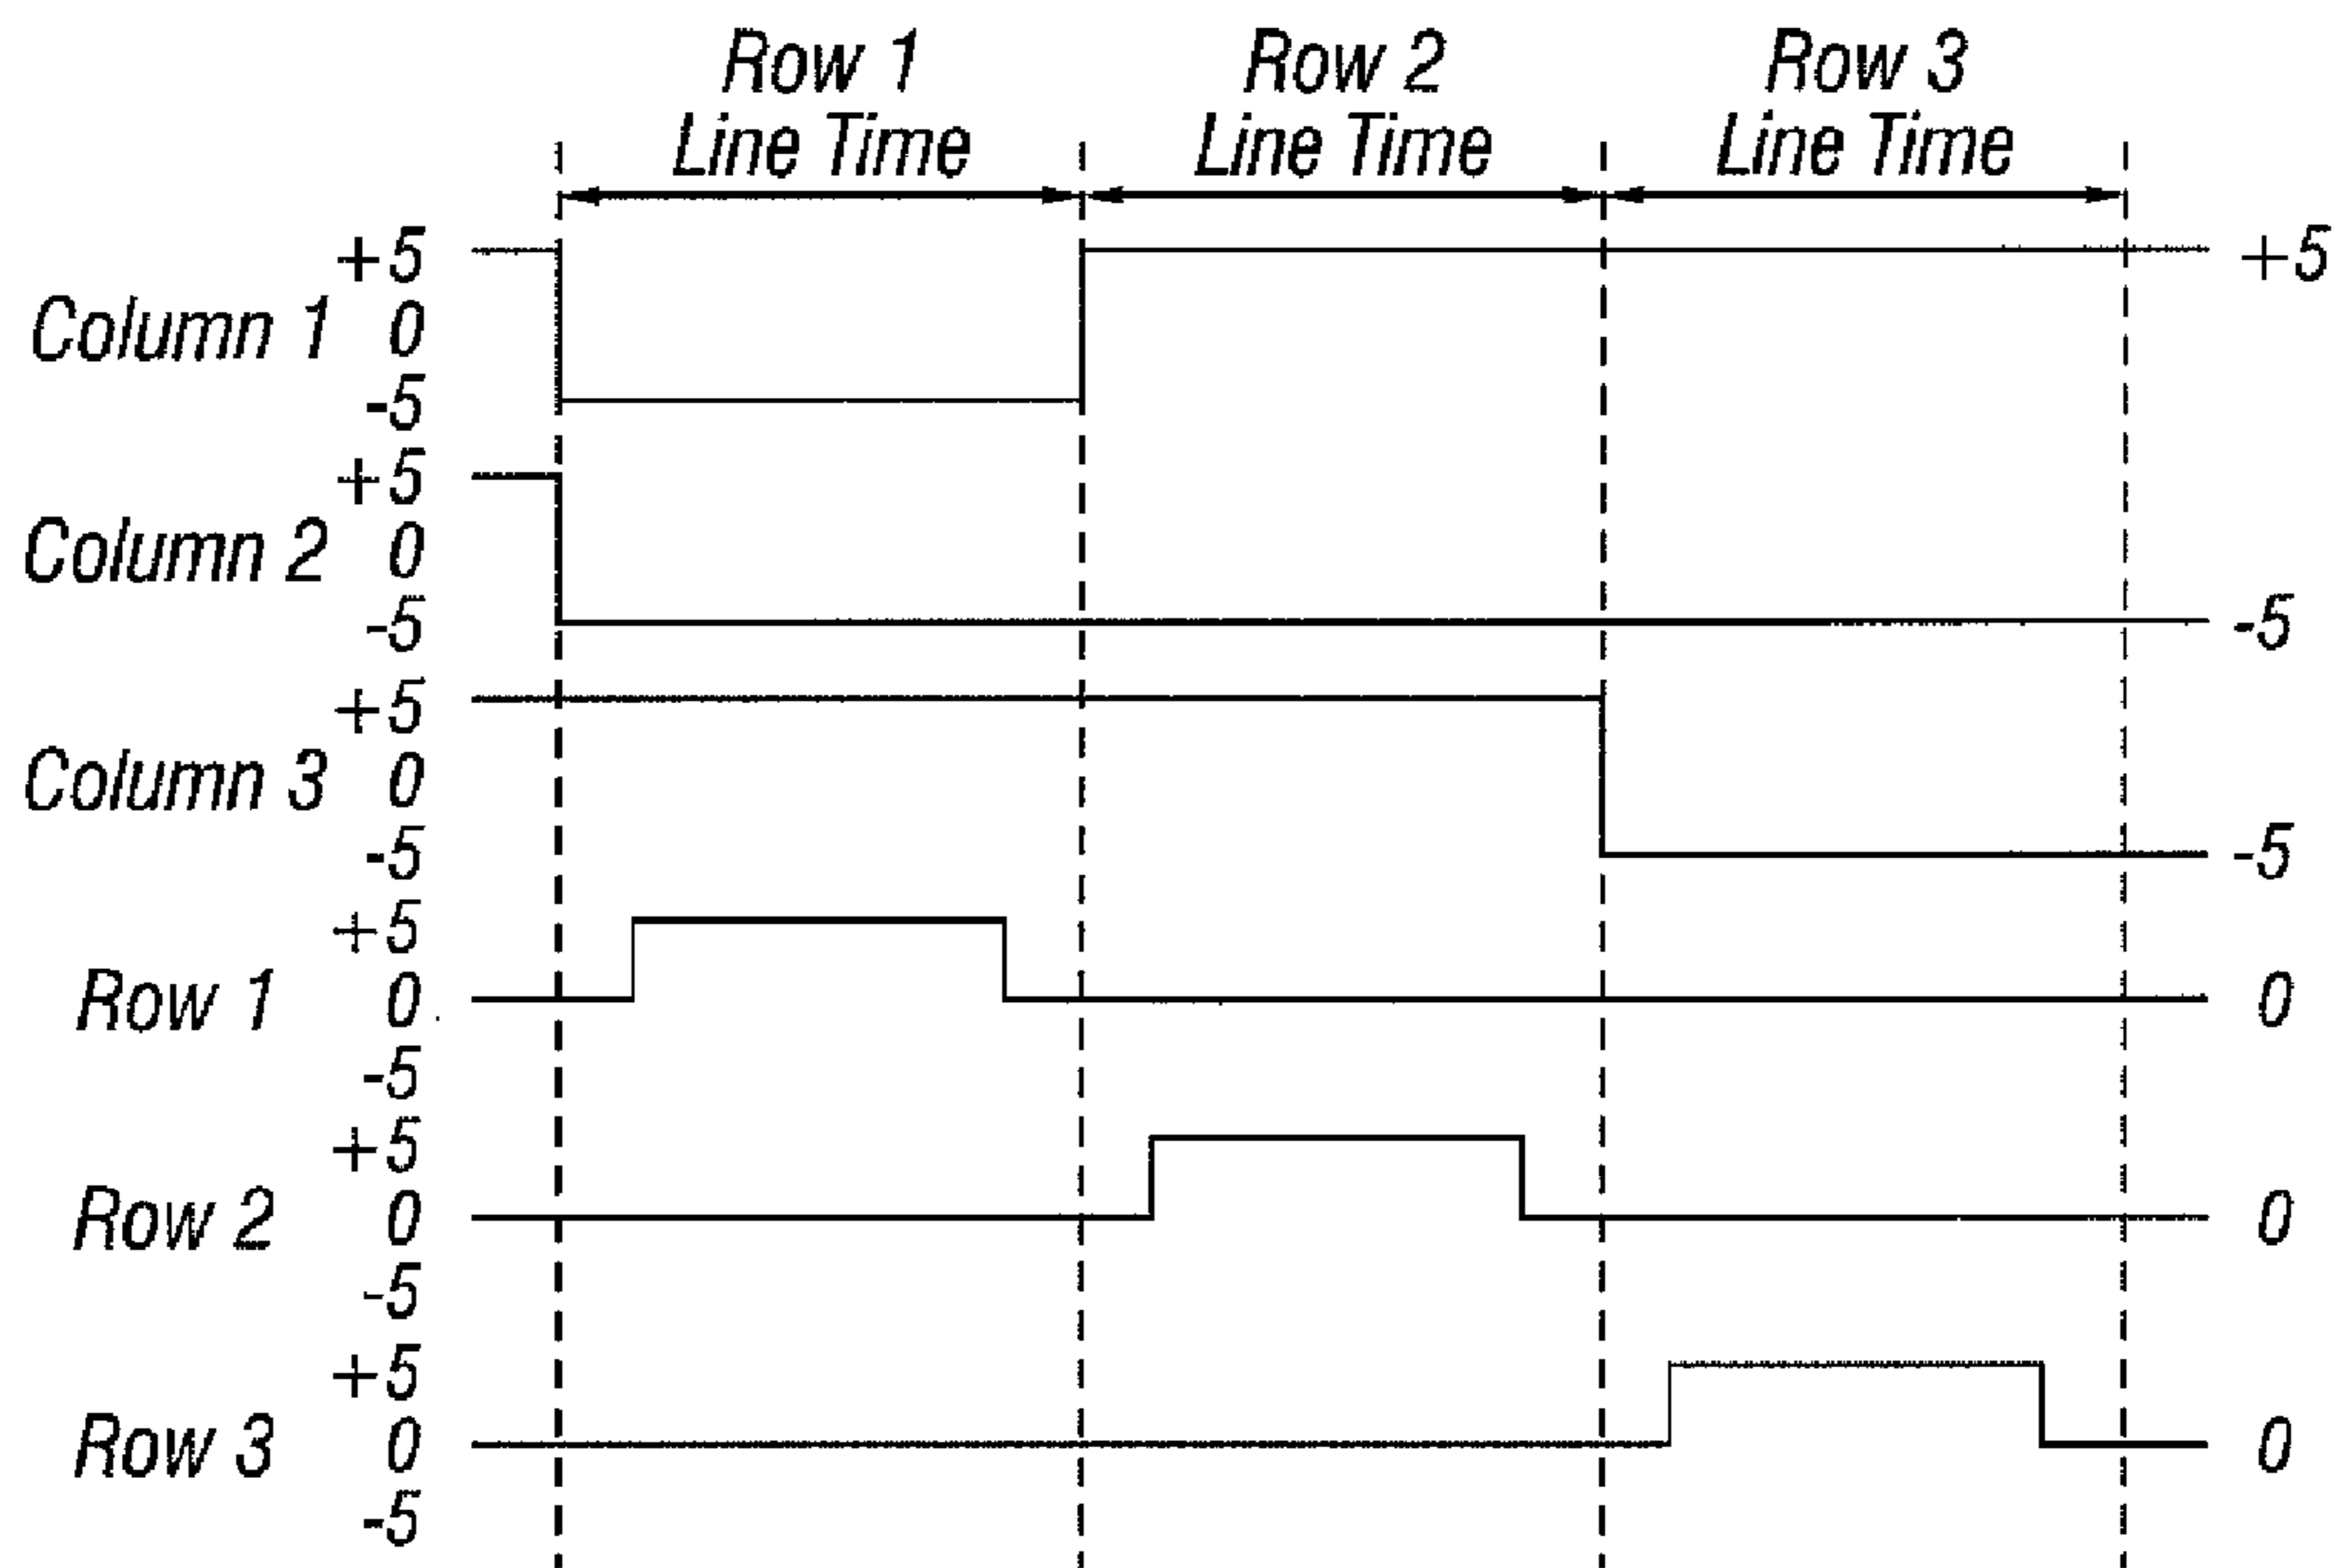 Row 1 Row 2 Row 3
Line Time Line Time Line Time
+5 +5
Column 1 0
-5
+5
Column 2 0
-5 -5
+5
Column 3 0
-5 -5
+5
Row 1 0 0
-5
+5
Row 2 0 0
-5
+5
Row 3 0 0
-5